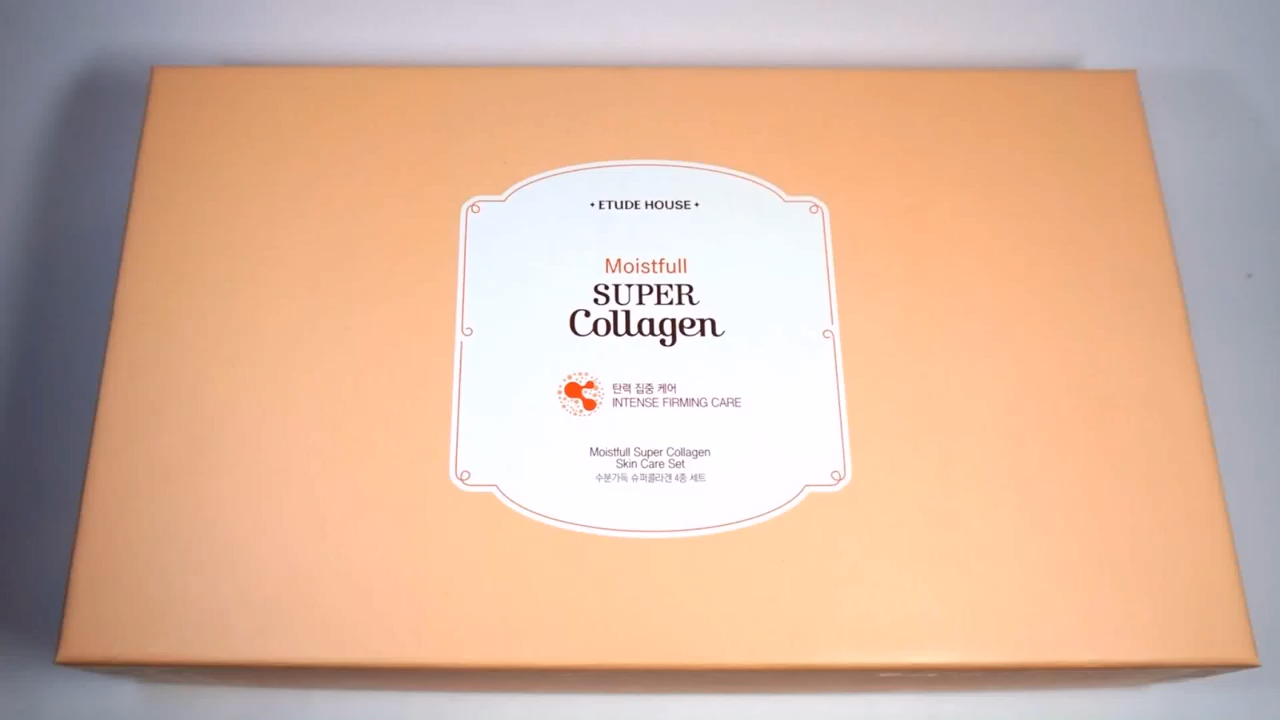 ETUDE HOUSE
Moistfull
SUPER
Collagen
탄력 집중 케어
INTENSE FIRMING CARE
Moistfull Super Collagen
Skin Care Set
수분가득 슈퍼콜라겐 4종 세트